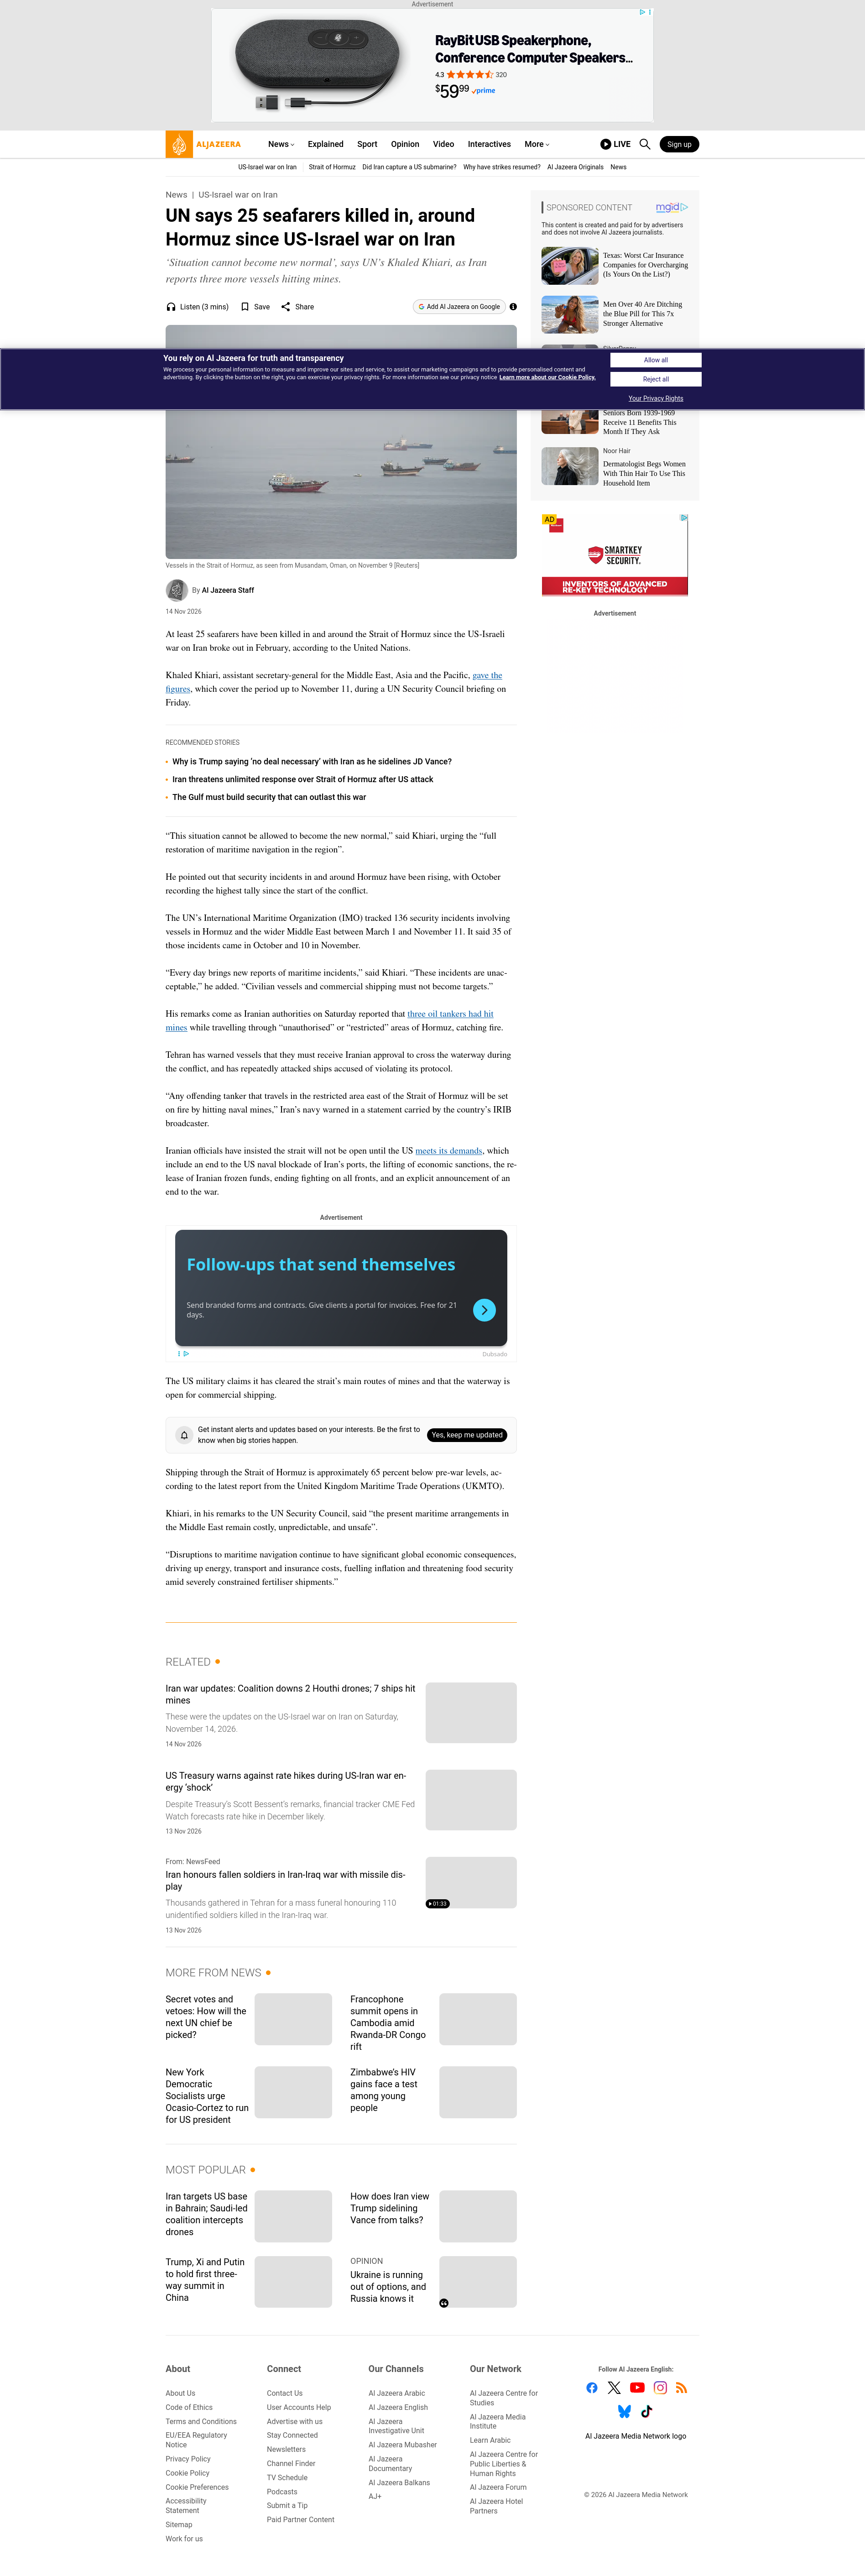 Advertisement
RayBit USB Speakerphone,
Conference Computer Speakers...
4.3 320
$59.99 prime
ALJAZEERA
News Explained Sport Opinion Video Interactives More LIVE Sign up
US-Israel war on Iran Strait of Hormuz Did Iran capture a US submarine? Why have strikes resumed? Al Jazeera Originals News
News | US-Israel war on Iran
UN says 25 seafarers killed in, around
Hormuz since US-Israel war on Iran
‘Situation cannot become new normal’, says UN’s Khaled Khiari, as Iran
reports three more vessels hitting mines.
Listen (3 mins) Save Share Add Al Jazeera on Google
SPONSORED CONTENT mgid
This content is created and paid for by advertisers
and does not involve Al Jazeera journalists.
Texas: Worst Car Insurance
Companies for Overcharging
(Is Yours On the List?)
Men Over 40 Are Ditching
the Blue Pill for This 7x
Stronger Alternative
You rely on Al Jazeera for truth and transparency
We process your personal information to measure and improve our sites and service, to assist our marketing campaigns and to provide personalised content and
advertising. By clicking the button on the right, you can exercise your privacy rights. For more information see our privacy notice Learn more about our Cookie Policy.
Allow all
Reject all
Your Privacy Rights
Seniors Born 1939-1969
Receive 11 Benefits This
Month If They Ask
Noor Hair
Dermatologist Begs Women
With Thin Hair To Use This
Household Item
AD
SMARTKEY
SECURITY.
INVENTORS OF ADVANCED
RE-KEY TECHNOLOGY
Advertisement
Vessels in the Strait of Hormuz, as seen from Musandam, Oman, on November 9 [Reuters]
By Al Jazeera Staff
14 Nov 2026
At least 25 seafarers have been killed in and around the Strait of Hormuz since the US-Israeli
war on Iran broke out in February, according to the United Nations.
Khaled Khiari, assistant secretary-general for the Middle East, Asia and the Pacific, gave the
figures, which cover the period up to November 11, during a UN Security Council briefing on
Friday.
RECOMMENDED STORIES
Why is Trump saying ‘no deal necessary’ with Iran as he sidelines JD Vance?
Iran threatens unlimited response over Strait of Hormuz after US attack
The Gulf must build security that can outlast this war
“This situation cannot be allowed to become the new normal,” said Khiari, urging the “full
restoration of maritime navigation in the region”.
He pointed out that security incidents in and around Hormuz have been rising, with October
recording the highest tally since the start of the conflict.
The UN’s International Maritime Organization (IMO) tracked 136 security incidents involving
vessels in Hormuz and the wider Middle East between March 1 and November 11. It said 35 of
those incidents came in October and 10 in November.
“Every day brings new reports of maritime incidents,” said Khiari. “These incidents are unac-
ceptable,” he added. “Civilian vessels and commercial shipping must not become targets.”
His remarks come as Iranian authorities on Saturday reported that three oil tankers had hit
mines while travelling through “unauthorised” or “restricted” areas of Hormuz, catching fire.
Tehran has warned vessels that they must receive Iranian approval to cross the waterway during
the conflict, and has repeatedly attacked ships accused of violating its protocol.
“Any offending tanker that travels in the restricted area east of the Strait of Hormuz will be set
on fire by hitting naval mines,” Iran’s navy warned in a statement carried by the country’s IRIB
broadcaster.
Iranian officials have insisted the strait will not be open until the US meets its demands, which
include an end to the US naval blockade of Iran’s ports, the lifting of economic sanctions, the re-
lease of Iranian frozen funds, ending fighting on all fronts, and an explicit announcement of an
end to the war.
Advertisement
Follow-ups that send themselves
Send branded forms and contracts. Give clients a portal for invoices. Free for 21
days.
Dubsado
The US military claims it has cleared the strait’s main routes of mines and that the waterway is
open for commercial shipping.
Get instant alerts and updates based on your interests. Be the first to
know when big stories happen.
Yes, keep me updated
Shipping through the Strait of Hormuz is approximately 65 percent below pre-war levels, ac-
cording to the latest report from the United Kingdom Maritime Trade Operations (UKMTO).
Khiari, in his remarks to the UN Security Council, said “the present maritime arrangements in
the Middle East remain costly, unpredictable, and unsafe”.
“Disruptions to maritime navigation continue to have significant global economic consequences,
driving up energy, transport and insurance costs, fuelling inflation and threatening food security
amid severely constrained fertiliser shipments.”
RELATED
Iran war updates: Coalition downs 2 Houthi drones; 7 ships hit
mines
These were the updates on the US-Israel war on Iran on Saturday,
November 14, 2026.
14 Nov 2026
US Treasury warns against rate hikes during US-Iran war en-
ergy ‘shock’
Despite Treasury’s Scott Bessent’s remarks, financial tracker CME Fed
Watch forecasts rate hike in December likely.
13 Nov 2026
From: NewsFeed
Iran honours fallen soldiers in Iran-Iraq war with missile dis-
play
Thousands gathered in Tehran for a mass funeral honouring 110
unidentified soldiers killed in the Iran-Iraq war.
01:33
13 Nov 2026
MORE FROM NEWS
Secret votes and
vetoes: How will the
next UN chief be
picked?
Francophone
summit opens in
Cambodia amid
Rwanda-DR Congo
rift
New York
Democratic
Socialists urge
Ocasio-Cortez to run
for US president
Zimbabwe’s HIV
gains face a test
among young
people
MOST POPULAR
Iran targets US base
in Bahrain; Saudi-led
coalition intercepts
drones
How does Iran view
Trump sidelining
Vance from talks?
Trump, Xi and Putin
to hold first three-
way summit in
China
OPINION
Ukraine is running
out of options, and
Russia knows it
About
About Us
Code of Ethics
Terms and Conditions
EU/EEA Regulatory
Notice
Privacy Policy
Cookie Policy
Cookie Preferences
Accessibility
Statement
Sitemap
Work for us
Connect
Contact Us
User Accounts Help
Advertise with us
Stay Connected
Newsletters
Channel Finder
TV Schedule
Podcasts
Submit a Tip
Paid Partner Content
Our Channels
Al Jazeera Arabic
Al Jazeera English
Al Jazeera
Investigative Unit
Al Jazeera Mubasher
Al Jazeera
Documentary
Al Jazeera Balkans
AJ+
Our Network
Al Jazeera Centre for
Studies
Al Jazeera Media
Institute
Learn Arabic
Al Jazeera Centre for
Public Liberties &
Human Rights
Al Jazeera Forum
Al Jazeera Hotel
Partners
Follow Al Jazeera English:
Al Jazeera Media Network logo
© 2026 Al Jazeera Media Network